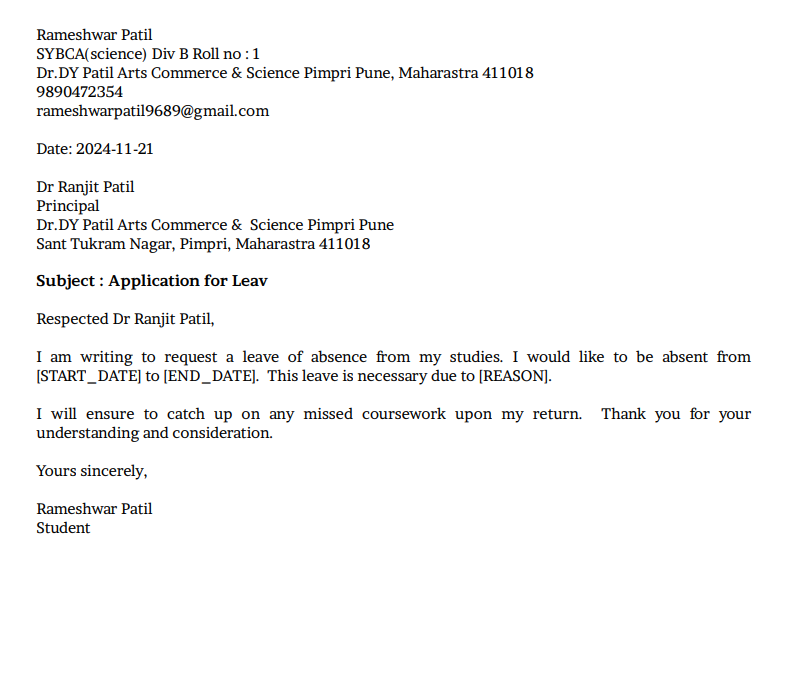 Rameshwar Patil
SYBCA(science) Div B Roll no : 1
Dr.DY Patil Arts Commerce & Science Pimpri Pune, Maharastra 411018
9890472354
rameshwarpatil9689@gmail.com
Date: 2024-11-21
Dr Ranjit Patil
Principal
Dr.DY Patil Arts Commerce &  Science Pimpri Pune
Sant Tukram Nagar, Pimpri, Maharastra 411018
Subject : Application for Leav
Respected Dr Ranjit Patil,
I am writing to request a leave of absence from my studies. I would like to be absent from
[START_DATE] to [END_DATE].  This leave is necessary due to [REASON].
I will ensure to catch up on any missed coursework upon my return.  Thank you for your
understanding and consideration.
Yours sincerely,
Rameshwar Patil
Student